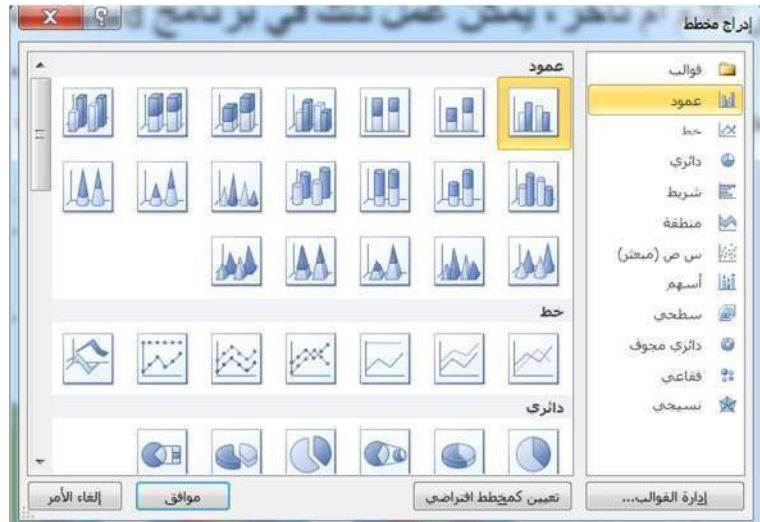 إدراج مخطط
قوالب
عمود
خط
دائري
شريط
منطقة
س ص (مبعثر)
أسهم
سطحي
دائري مجوف
فقاعي
نسيجي
إدارة القوالب...
عمود
خط
دائري
تعيين كمخطط افتراضي
موافق
إلغاء الأمر